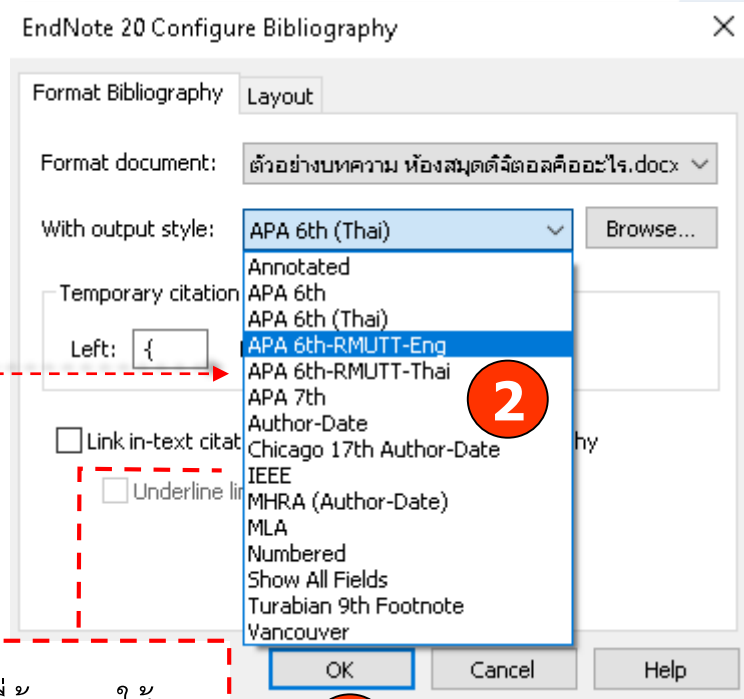 EndNote 20 Configure Bibliography
Format Bibliography Layout
Format document: ตัวอย่างบทความ ห้องสมุดดิจิตอลคืออะไร.docx
With output style: APA 6th (Thai) Browse...
Annotated
Temporary citation APA 6th
APA 6th (Thai)
Left: { APA 6th-RMUTT-Eng
APA 6th-RMUTT-Thai
2
APA 7th
Author-Date
Link in-text citat Chicago 17th Author-Date hy
IEEE
Underline li MHRA (Author-Date)
MLA
Numbered
Show All Fields
Turabian 9th Footnote
Vancouver
OK Cancel Help